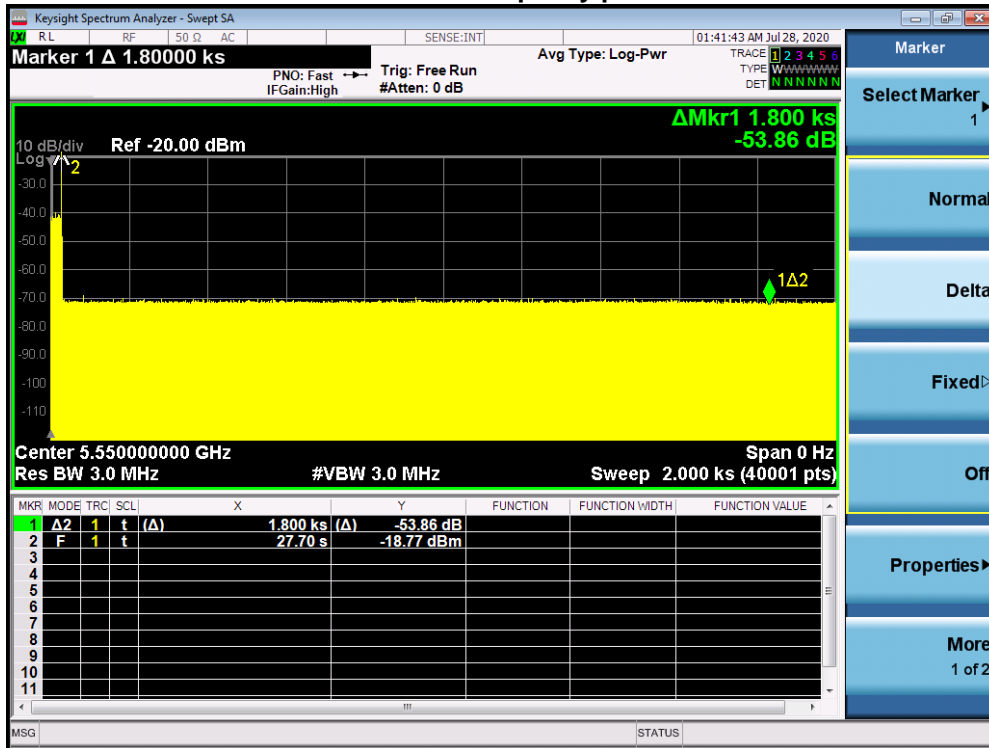 Keysight Spectrum Analyzer - Swept SA
LXI RL RF 50 Ω AC SENSE:INT 01:41:43 AM Jul 28, 2020
Marker 1 Δ 1.80000 ks
PNO: Fast
IFGain:High
Trig: Free Run
#Atten: 0 dB
Avg Type: Log-Pwr
TRACE 1 2 3 4 5 6
TYPE WWWWWW
DET N N N N N N
ΔMkr1 1.800 ks
-53.86 dB
10 dB/div Ref -20.00 dBm
Log
2
-30.0
-40.0
-50.0
-60.0
1Δ2
-70.0
-80.0
-90.0
-100
-110
Center 5.550000000 GHz Span 0 Hz
Res BW 3.0 MHz #VBW 3.0 MHz Sweep 2.000 ks (40001 pts)
MKR MODE TRC SCL X Y FUNCTION FUNCTION WIDTH FUNCTION VALUE
1 Δ2 1 t (Δ) 1.800 ks (Δ) -53.86 dB
2 F 1 t 27.70 s -18.77 dBm
3
4
5
6
7
8
9
10
11
MSG STATUS
Marker
Select Marker
1
Normal
Delta
Fixed
Off
Properties
More
1 of 2